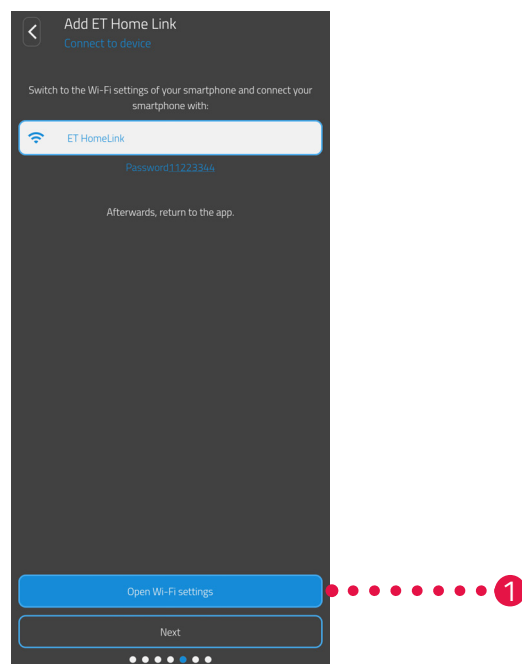 Add ET Home Link
Connect to device
Switch to the Wi-Fi settings of your smartphone and connect your
smartphone with:
ET HomeLink
Password11223344
Afterwards, return to the app.
Open Wi-Fi settings
1
Next